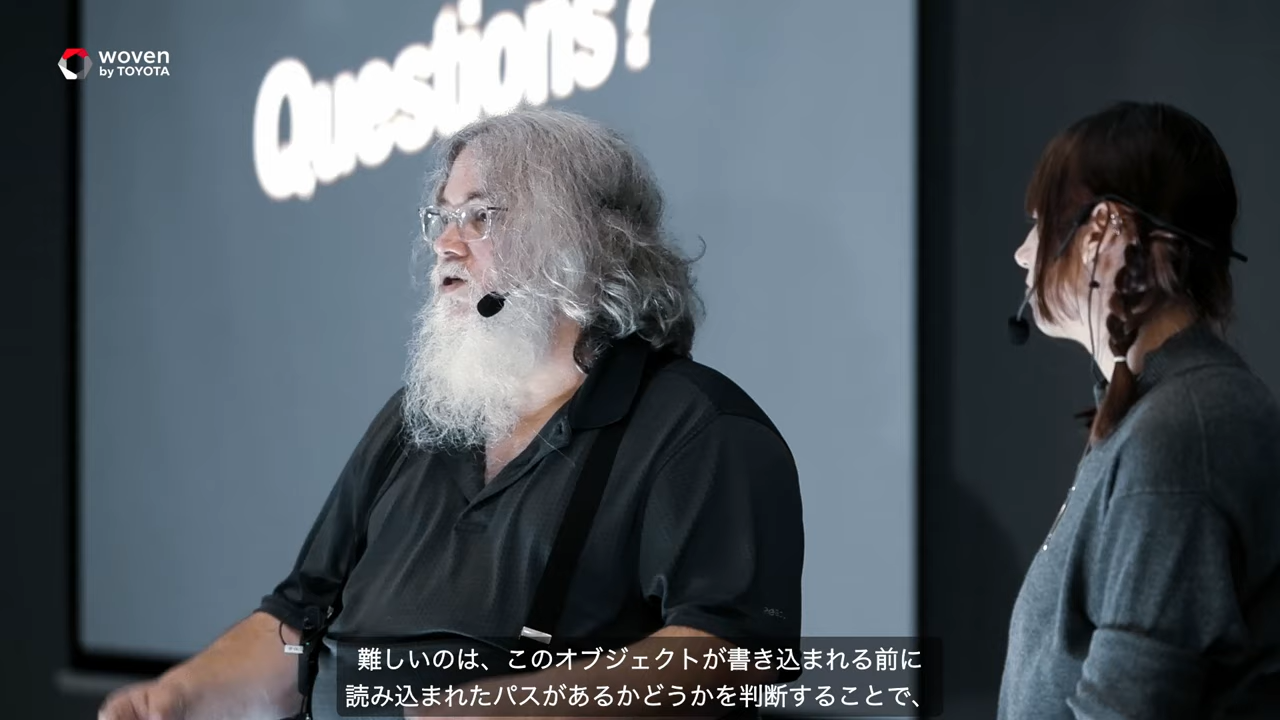 Questions?
woven
by TOYOTA
難しいのは、このオブジェクトが書き込まれる前に
読み込まれたパスがあるかどうかを判断することで、